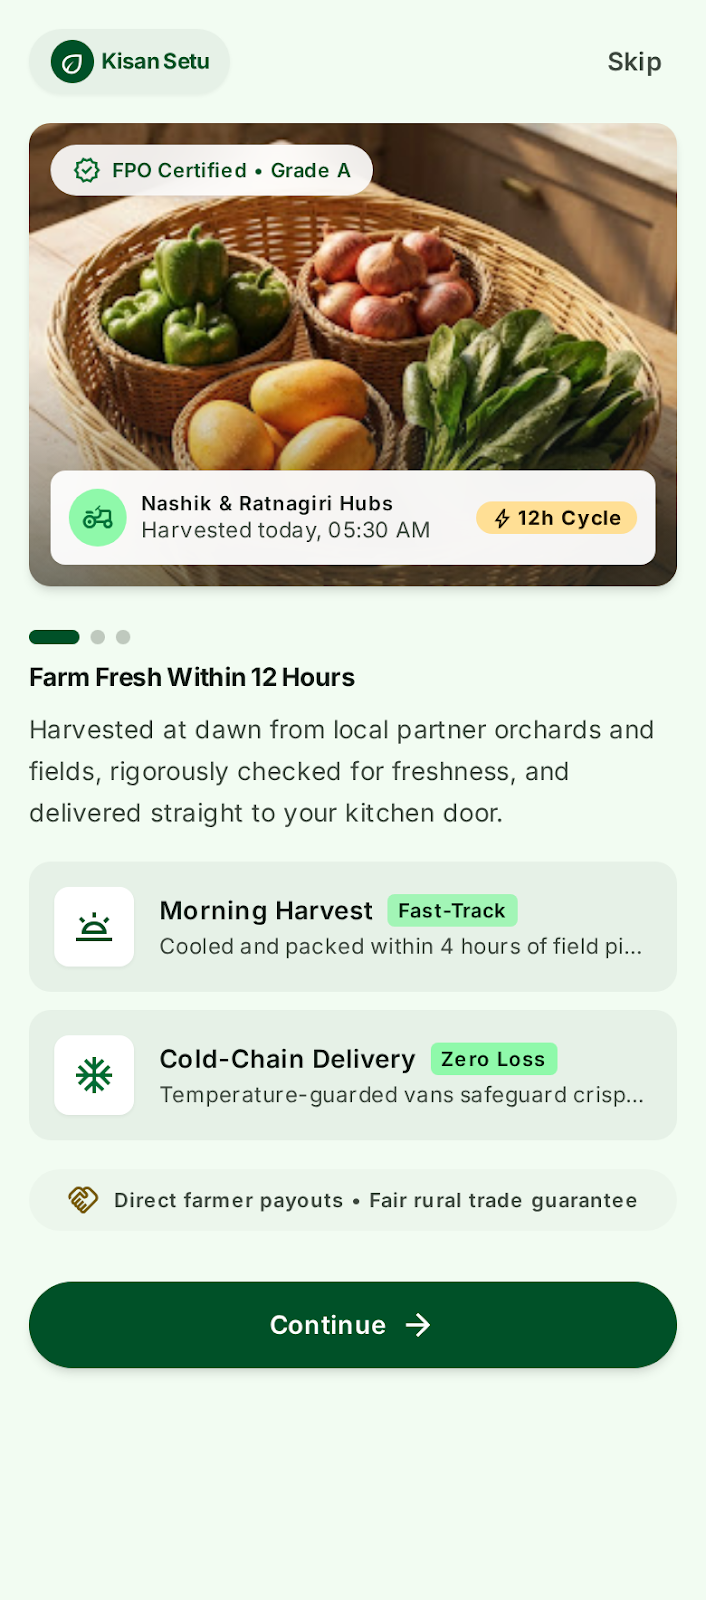 Kisan Setu
Skip
FPO Certified • Grade A
Nashik & Ratnagiri Hubs
Harvested today, 05:30 AM
12h Cycle
Farm Fresh Within 12 Hours
Harvested at dawn from local partner orchards and
fields, rigorously checked for freshness, and
delivered straight to your kitchen door.
Morning Harvest
Fast-Track
Cooled and packed within 4 hours of field pi...
Cold-Chain Delivery
Zero Loss
Temperature-guarded vans safeguard crisp...
Direct farmer payouts • Fair rural trade guarantee
Continue